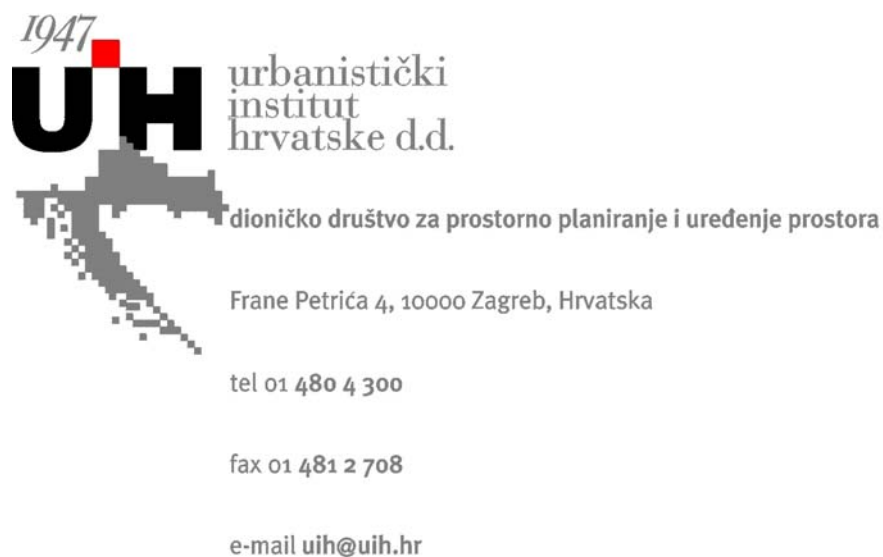 1947
UiH
urbanistički
institut
hrvatske d.d.
dioničko društvo za prostorno planiranje i uređenje prostora
Frane Petrića 4, 10000 Zagreb, Hrvatska
tel 01 480 4 300
fax 01 481 2 708
e-mail uih@uih.hr